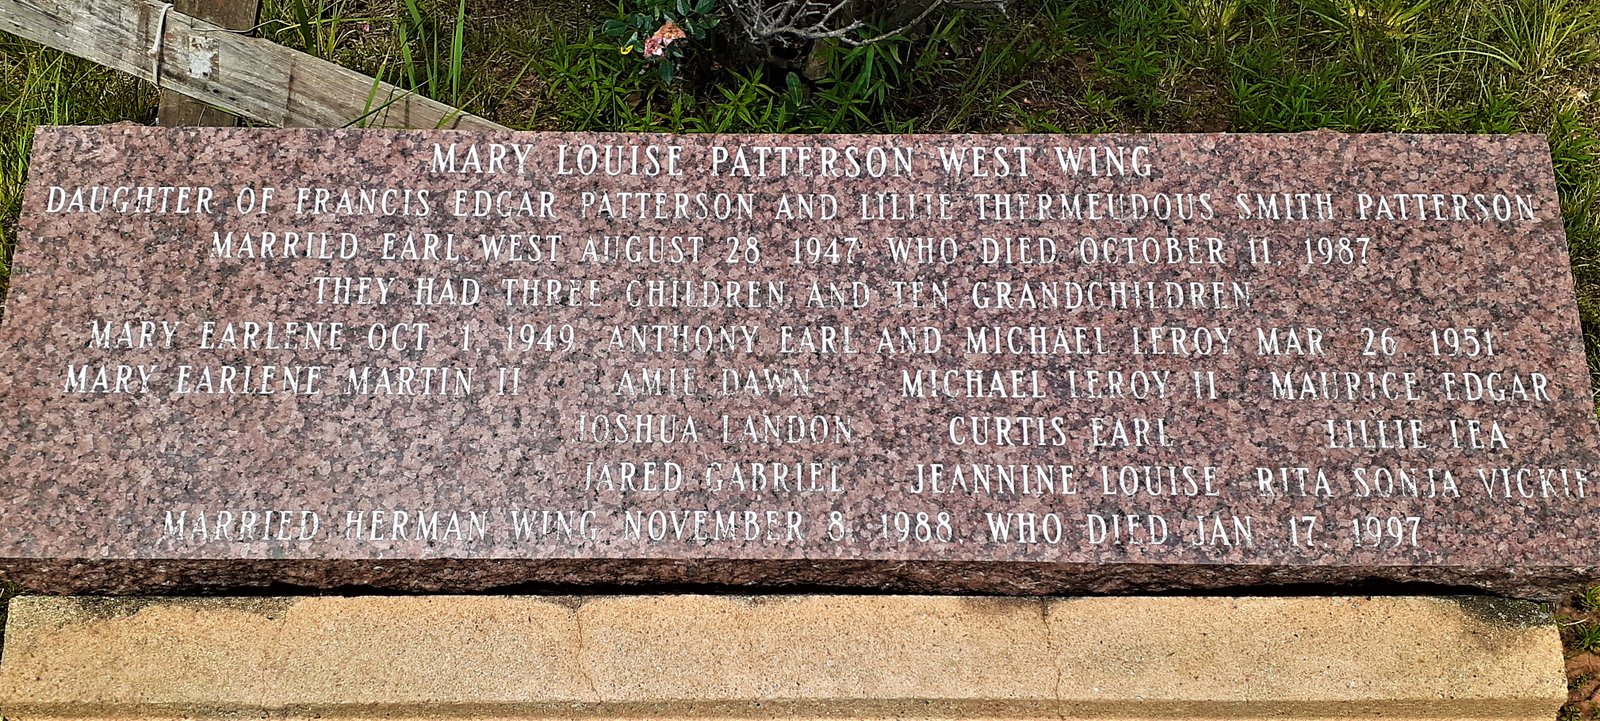 MARY LOUISE PATTERSON WEST WING
DAUGHTER OF FRANCIS EDGAR PATTERSON AND LILLIE THERMEUDOUS SMITH PATTERSON
MARRIED EARL WEST AUGUST 28, 1947, WHO DIED OCTOBER 11, 1987
THEY HAD THREE CHILDREN AND TEN GRANDCHILDREN
MARY EARLENE OCT. 1, 1949, ANTHONY EARL AND MICHAEL LEROY MAR. 26, 1951
MARY EARLENE MARTIN II AMIE DAWN MICHAEL LEROY II MAURICE EDGAR
JOSHUA LANDON CURTIS EARL LILLIE LEA
JARED GABRIEL JEANNINE LOUISE RITA SONJA VICKIE
MARRIED HERMAN WING NOVEMBER 8, 1988, WHO DIED JAN. 17, 1997